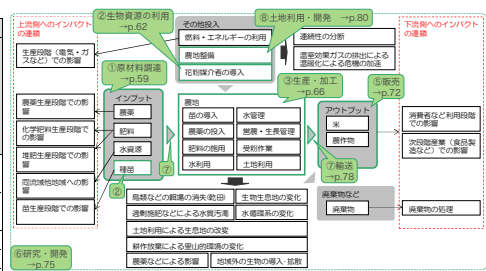 上流側へのインパクト
の連鎖
②生物資源の利用
→p.62
その他投入
燃料・エネルギーの利用
農地整備
花粉媒介者の導入
⑧土地利用・開発　→p.80
連続性の分断
温室効果ガスの排出による
温暖化による危機の加速
下流側へのインパクト
の連鎖
生産段階（電気・ガ
スなど）での影響
①原材料調達
→p.59
③生産・加工
→p.66
⑤販売
→p.72
農薬生産段階での影
響
化学肥料生産段階で
の影響
堆肥生産段階での影
響
同流域他地域への影
響
苗生産段階での影響
インプット
農薬
肥料
水資源
種苗
②
⑦
農地
苗の導入
水管理
農薬の投入
営農・生長管理
肥料の施用
受粉作業
水利用
土地利用
アウトプット
米
農作物
⑦輸送
→p.78
消費者など利用段階
での影響
次段階産業（食品製
造など）での影響
廃棄物など
廃棄物
廃棄物の処理
鳥類などの餌場の消失(乾田)
生物生息地の変化
過剰施肥などによる水質汚濁
水循環系の変化
土地利用による生息地の改変
耕作放棄による里山的環境の変化
農薬などによる影響
地域外の生物の導入・拡散
⑥研究・開発
→p.75